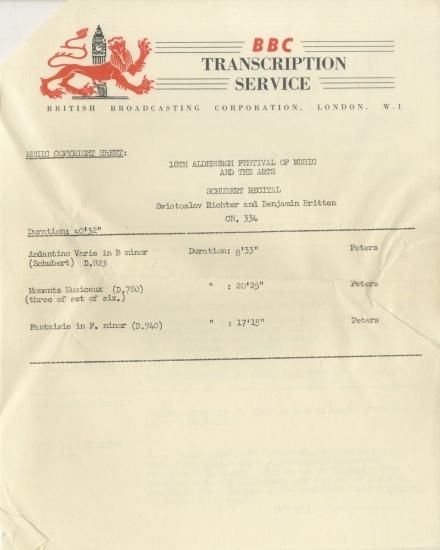 BBC
TRANSCRIPTION
SERVICE
BRITISH BROADCASTING CORPORATION, LONDON, W.1
MUSIC COPYRIGHT SHEET:
18TH ALDEBURGH FESTIVAL OF MUSIC
AND THE ARTS
SCHUBERT RECITAL
Sviatoslav Richter and Benjamin Britten
CN. 334
Duration: 50'32"
Andantino Varie in B minor Duration: 8'33" Peters
(Schubert) D.823
Moments Musicaux (D.780) " : 20'25" Peters
(three of set of six.)
Fantaisie in F. minor (D.940) " : 17'15" Peters